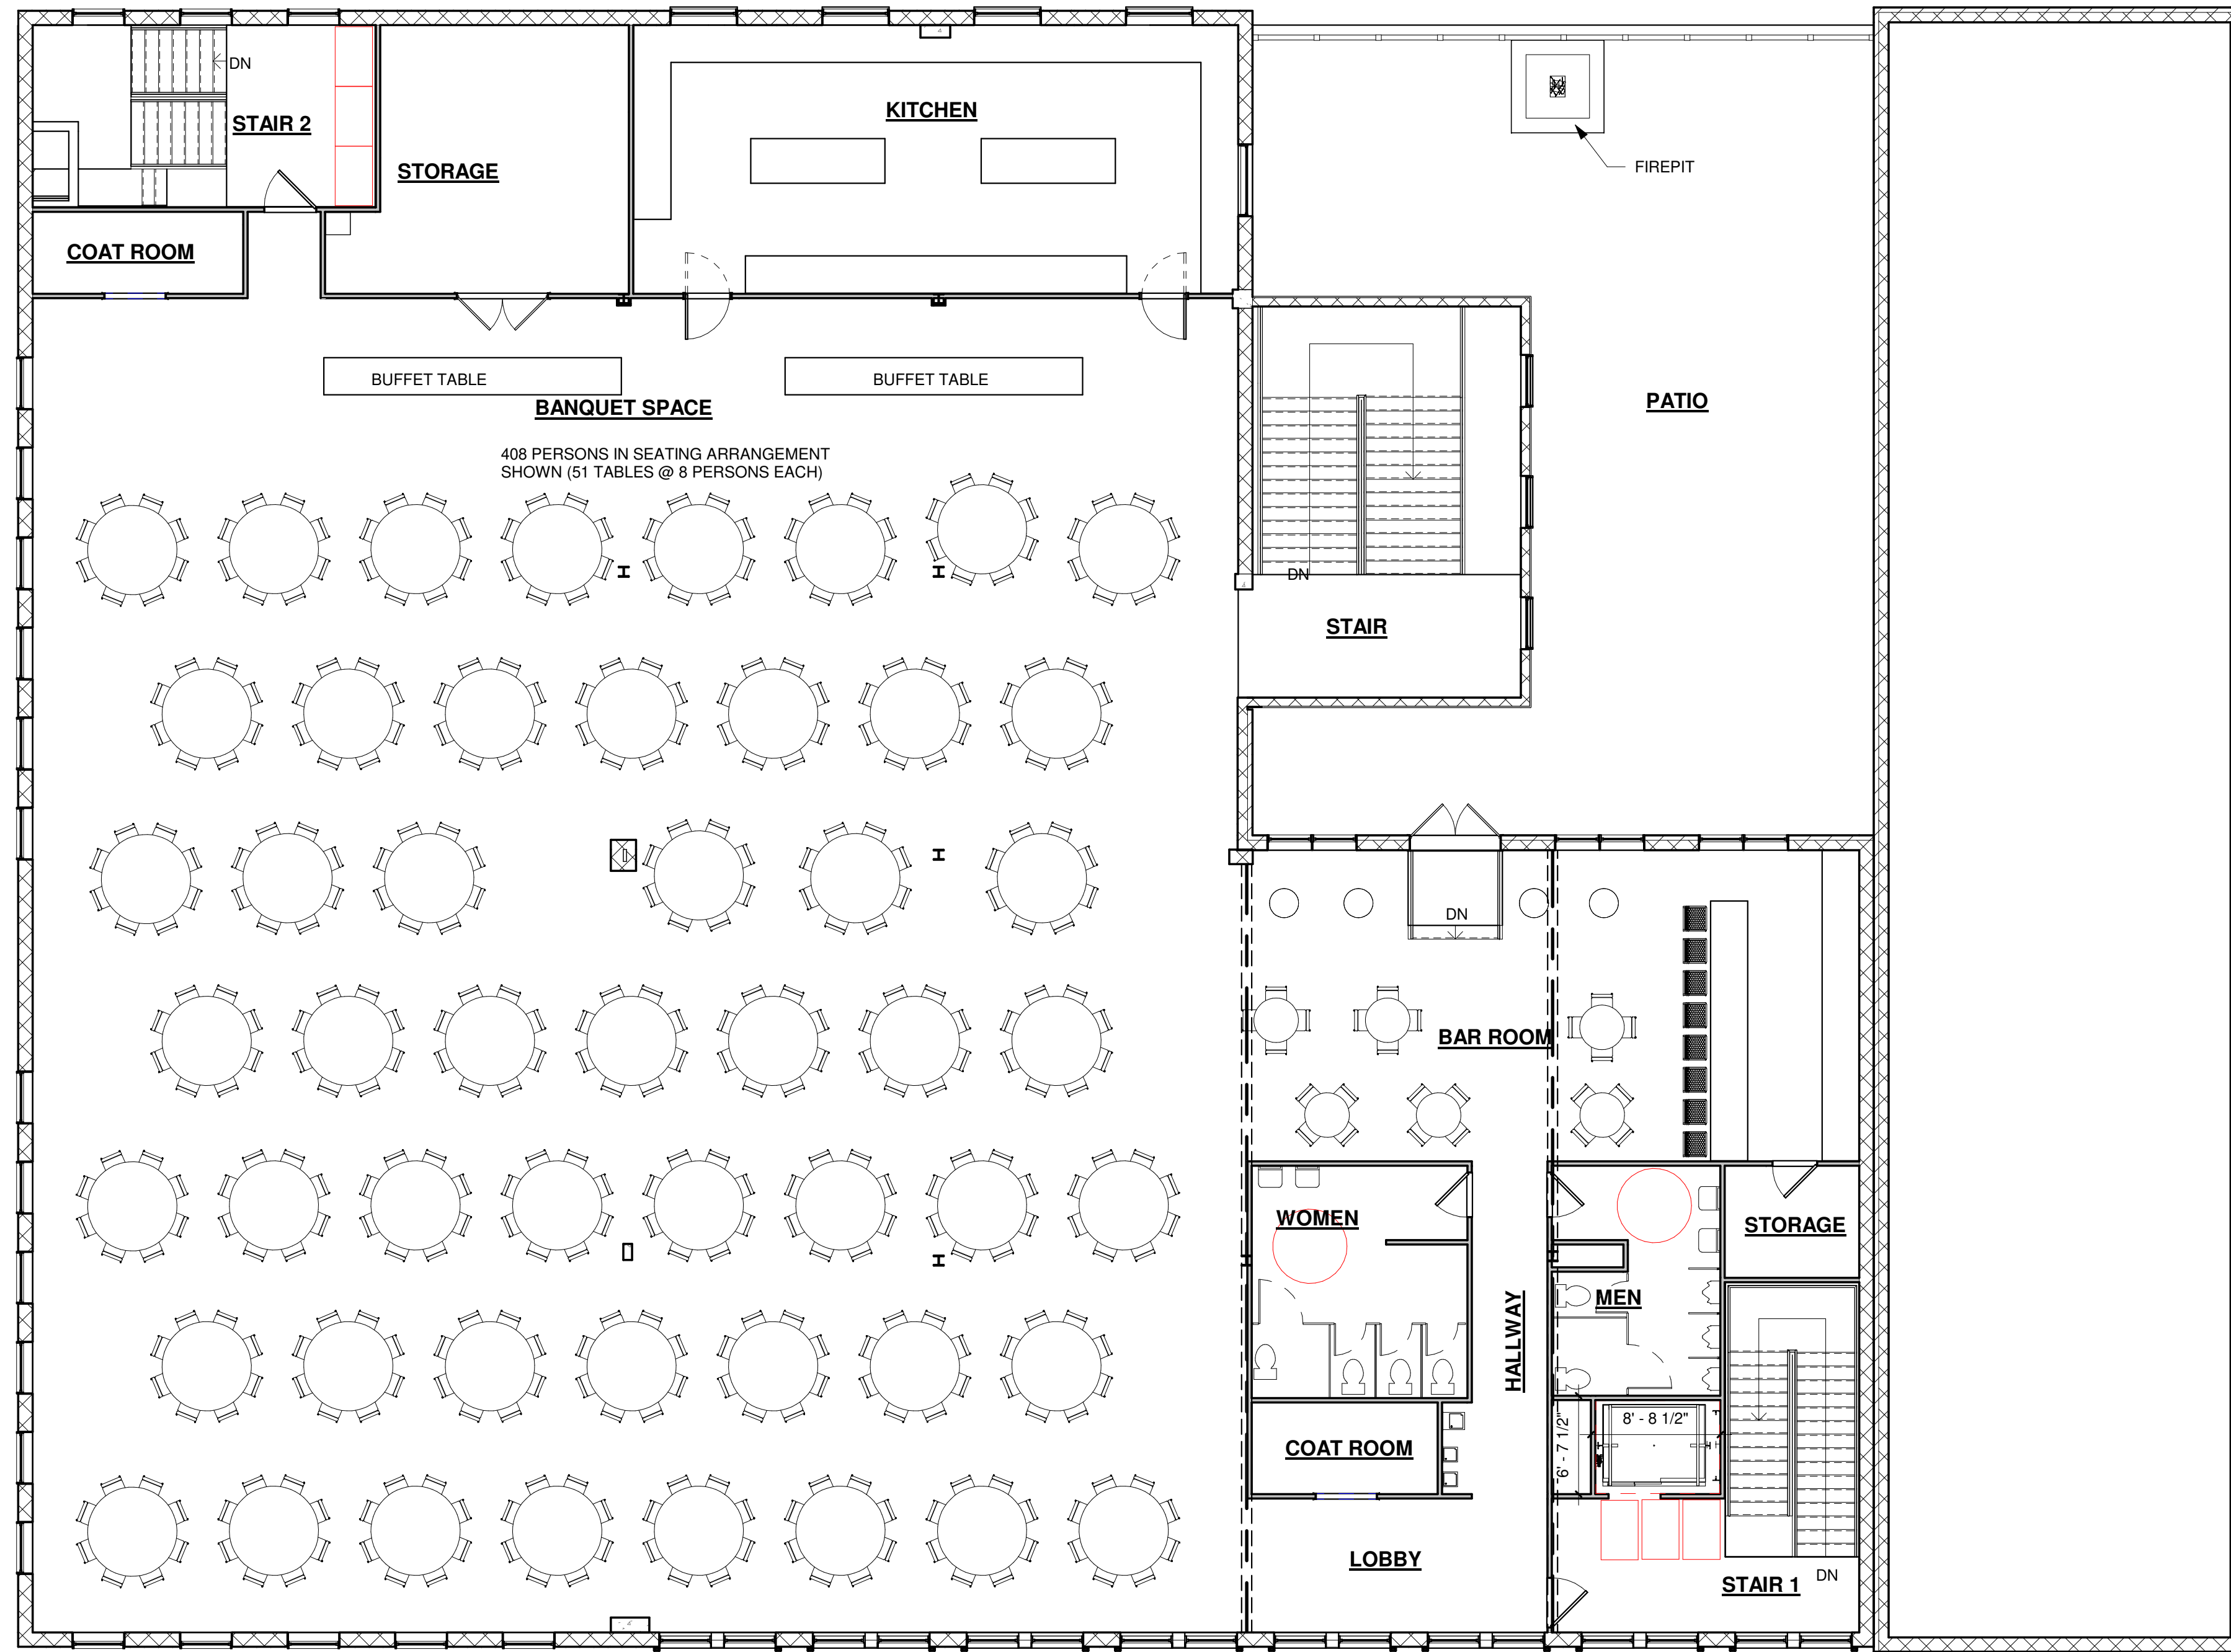 DN
STAIR 2
STORAGE
KITCHEN
FIREPIT
COAT ROOM
BUFFET TABLE
BUFFET TABLE
BANQUET SPACE
PATIO
408 PERSONS IN SEATING ARRANGEMENT
SHOWN (51 TABLES @ 8 PERSONS EACH)
DN
STAIR
DN
BAR ROOM
WOMEN
STORAGE
MEN
HALLWAY
8' - 8 1/2"
6' - 7 1/2"
COAT ROOM
LOBBY
STAIR 1
DN